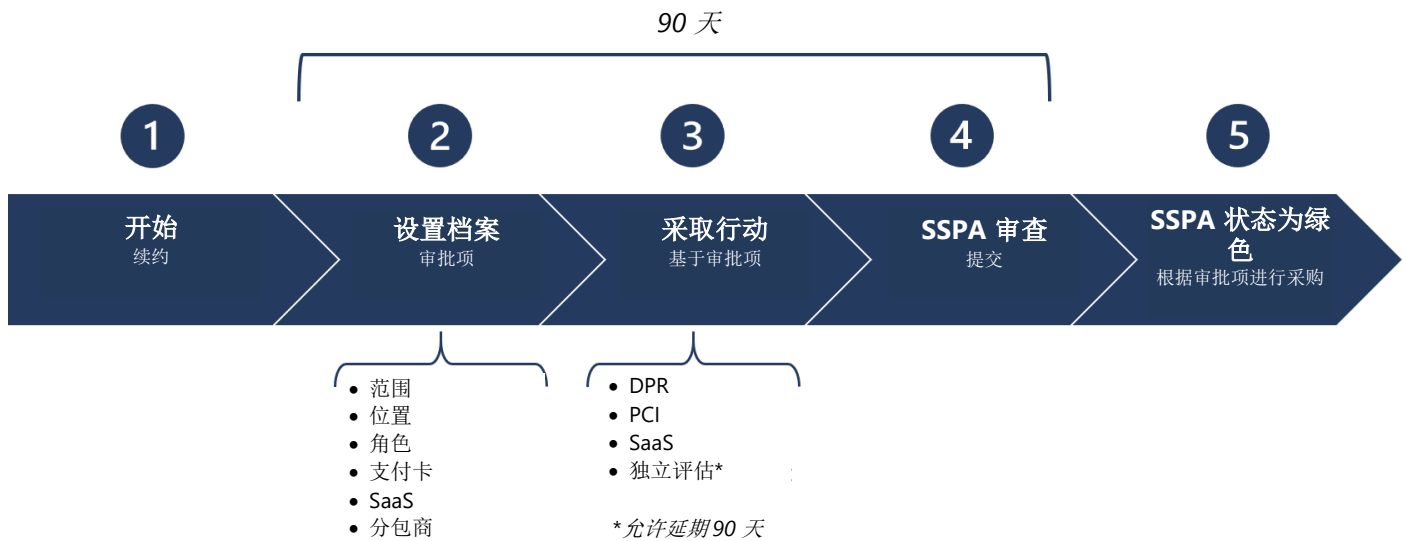 90 天
1
2
3
4
5
开始
续约
设置档案
审批项
采取行动
基于审批项
SSPA 审查
提交
SSPA 状态为绿
色
根据审批项进行采购
• 范围
• 位置
• 角色
• 支付卡
• SaaS
• 分包商
• DPR
• PCI
• SaaS
• 独立评估*
*允许延期 90 天